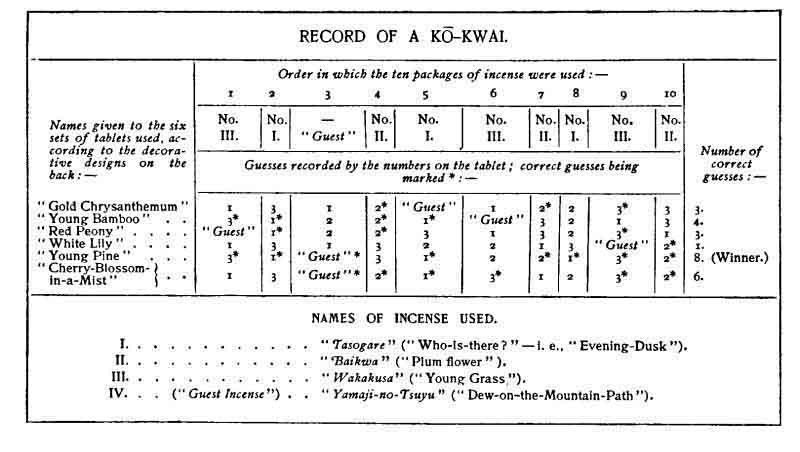 RECORD OF A KŌ-KWAI.
Order in which the ten packages of incense were used :—
1 2 3 4 5 6 7 8 9 10
Names given to the six sets of tablets used, according to the decorative designs on the back :—
No. III. No. I. — "Guest" No. II. No. I. No. III. No. II. No. I. No. III. No. II.
Guesses recorded by the numbers on the tablet ; correct guesses being marked * :—
Number of correct guesses :—
"Gold Chrysanthemum" 1 3 1 2* "Guest" 1 2* 2 3* 3 3.
"Young Bamboo" . . 3* 1* 2 2* 1* "Guest" 3 2 1 3 4.
"Red Peony" . . . . "Guest" 1* 2 2* 3 1 3 2 3* 1 3.
"White Lily" . . . . 1 3 1 3 2 2 1 3 "Guest" 2* 1.
"Young Pine" . . . 3* 1* "Guest" * 3 1* 2 2* 1* 3* 2* 8. (Winner.)
"Cherry-Blossom-
in-a-Mist" } . . 1 3 "Guest" * 2* 1* 3* 1 2 3* 2* 6.
NAMES OF INCENSE USED.
I. . . . . . . . . . . . . "Tasogare" ("Who-Is-there ?" — i. e., "Evening-Dusk").
II. . . . . . . . . . . . . "Baikwa" ("Plum flower").
III. . . . . . . . . . . . "Wakakusa" ("Young Grass").
IV. . . ("Guest Incense") . . "Yamaji-no-Tsuyu" ("Dew-on-the-Mountain-Path").